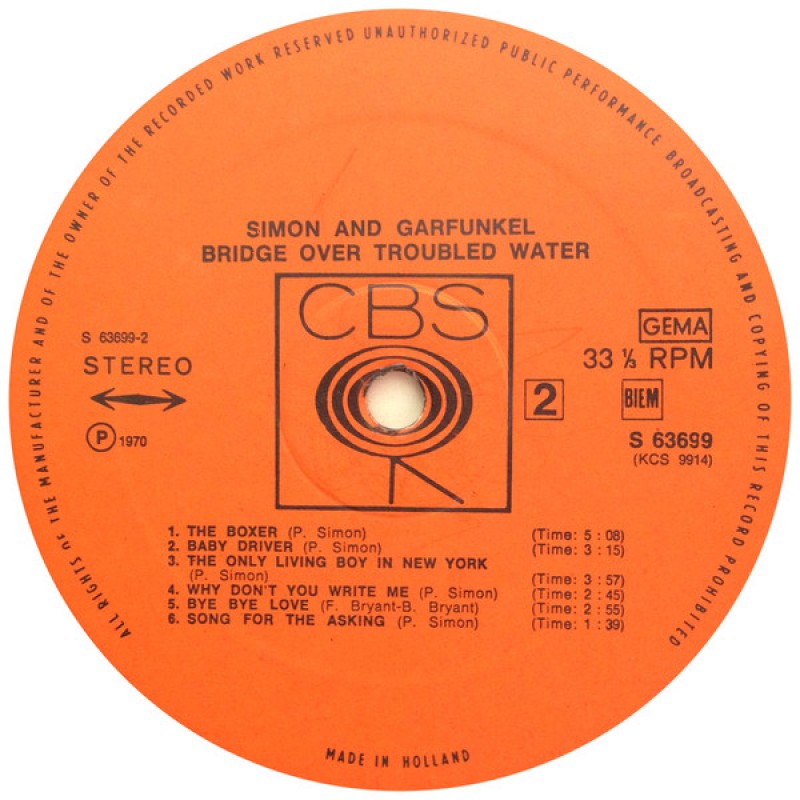 ALL RIGHTS OF THE MANUFACTURER AND OF THE OWNER OF THE RECORDED WORK RESERVED UNAUTHORIZED PUBLIC PERFORMANCE BROADCASTING AND COPYING OF THIS RECORD PROHIBITED
SIMON AND GARFUNKEL
BRIDGE OVER TROUBLED WATER
CBS
S 63699-2
STEREO
Ⓟ 1970
2
GEMA
33 ⅓ RPM
BIEM
S 63699
(KCS 9914)
1. THE BOXER (P. Simon) (Time: 5 : 08)
2. BABY DRIVER (P. Simon) (Time: 3 : 15)
3. THE ONLY LIVING BOY IN NEW YORK
(P. Simon) (Time: 3 : 57)
4. WHY DON'T YOU WRITE ME (P. Simon) (Time: 2 : 45)
5. BYE BYE LOVE (F. Bryant-B. Bryant) (Time: 2 : 55)
6. SONG FOR THE ASKING (P. Simon) (Time: 1 : 39)
MADE IN HOLLAND